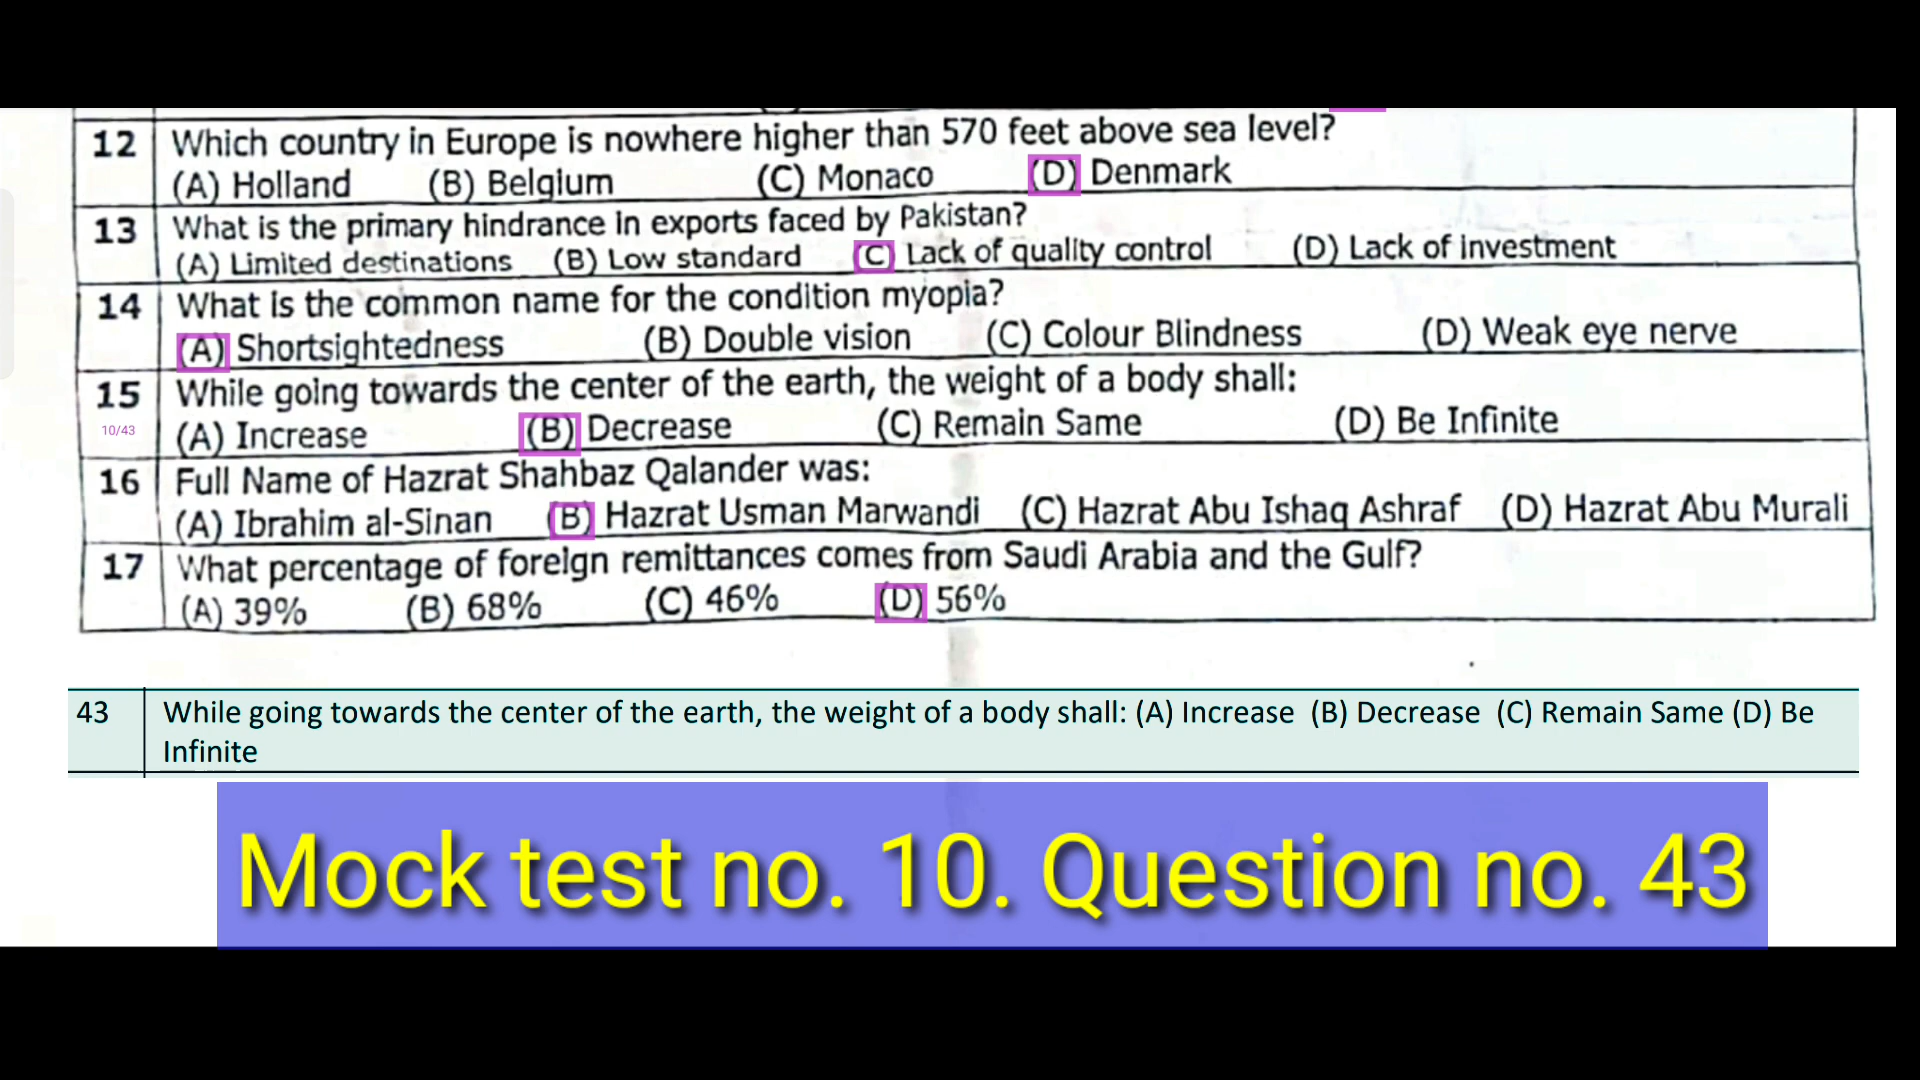 12 Which country in Europe is nowhere higher than 570 feet above sea level?
(A) Holland (B) Belgium (C) Monaco (D) Denmark
13 What is the primary hindrance in exports faced by Pakistan?
(A) Limited destinations (B) Low standard (C) Lack of quality control (D) Lack of investment
14 What is the common name for the condition myopia?
(A) Shortsightedness (B) Double vision (C) Colour Blindness (D) Weak eye nerve
15 While going towards the center of the earth, the weight of a body shall:
10/43 (A) Increase (B) Decrease (C) Remain Same (D) Be Infinite
16 Full Name of Hazrat Shahbaz Qalander was:
(A) Ibrahim al-Sinan (B) Hazrat Usman Marwandi (C) Hazrat Abu Ishaq Ashraf (D) Hazrat Abu Murali
17 What percentage of foreign remittances comes from Saudi Arabia and the Gulf?
(A) 39% (B) 68% (C) 46% (D) 56%
43 While going towards the center of the earth, the weight of a body shall: (A) Increase (B) Decrease (C) Remain Same (D) Be
Infinite
Mock test no. 10. Question no. 43